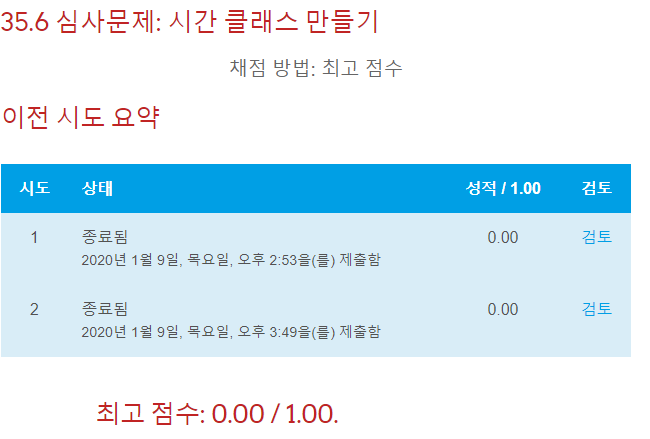 35.6 심사문제: 시간 클래스 만들기
채점 방법: 최고 점수
이전 시도 요약
시도 상태 성적 / 1.00 검토
1 종료됨 0.00 검토
2020년 1월 9일, 목요일, 오후 2:53을(를) 제출함
2 종료됨 0.00 검토
2020년 1월 9일, 목요일, 오후 3:49을(를) 제출함
최고 점수: 0.00 / 1.00.